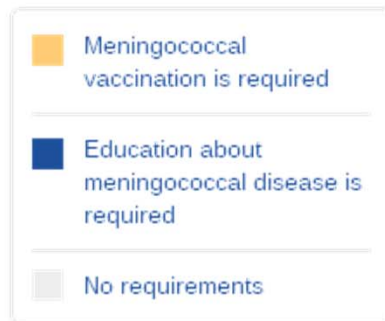 Meningococcal
vaccination is required
Education about
meningococcal disease is
required
No requirements